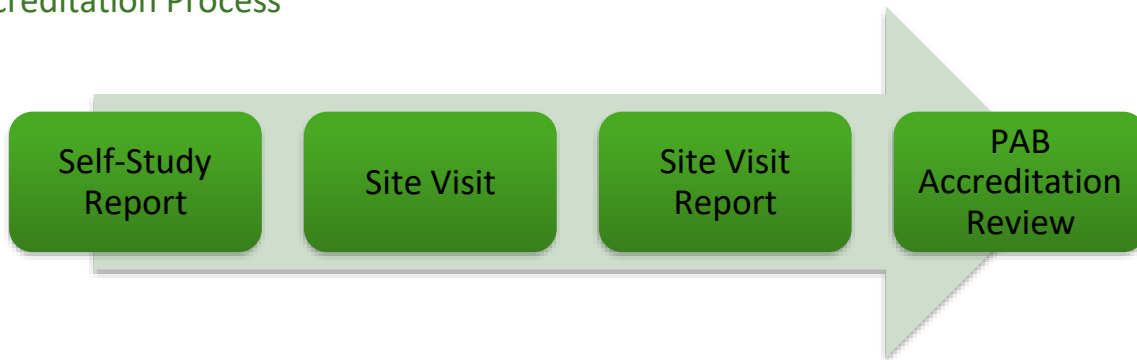 creditation Process
Self-Study
Report
Site Visit
Site Visit
Report
PAB
Accreditation
Review